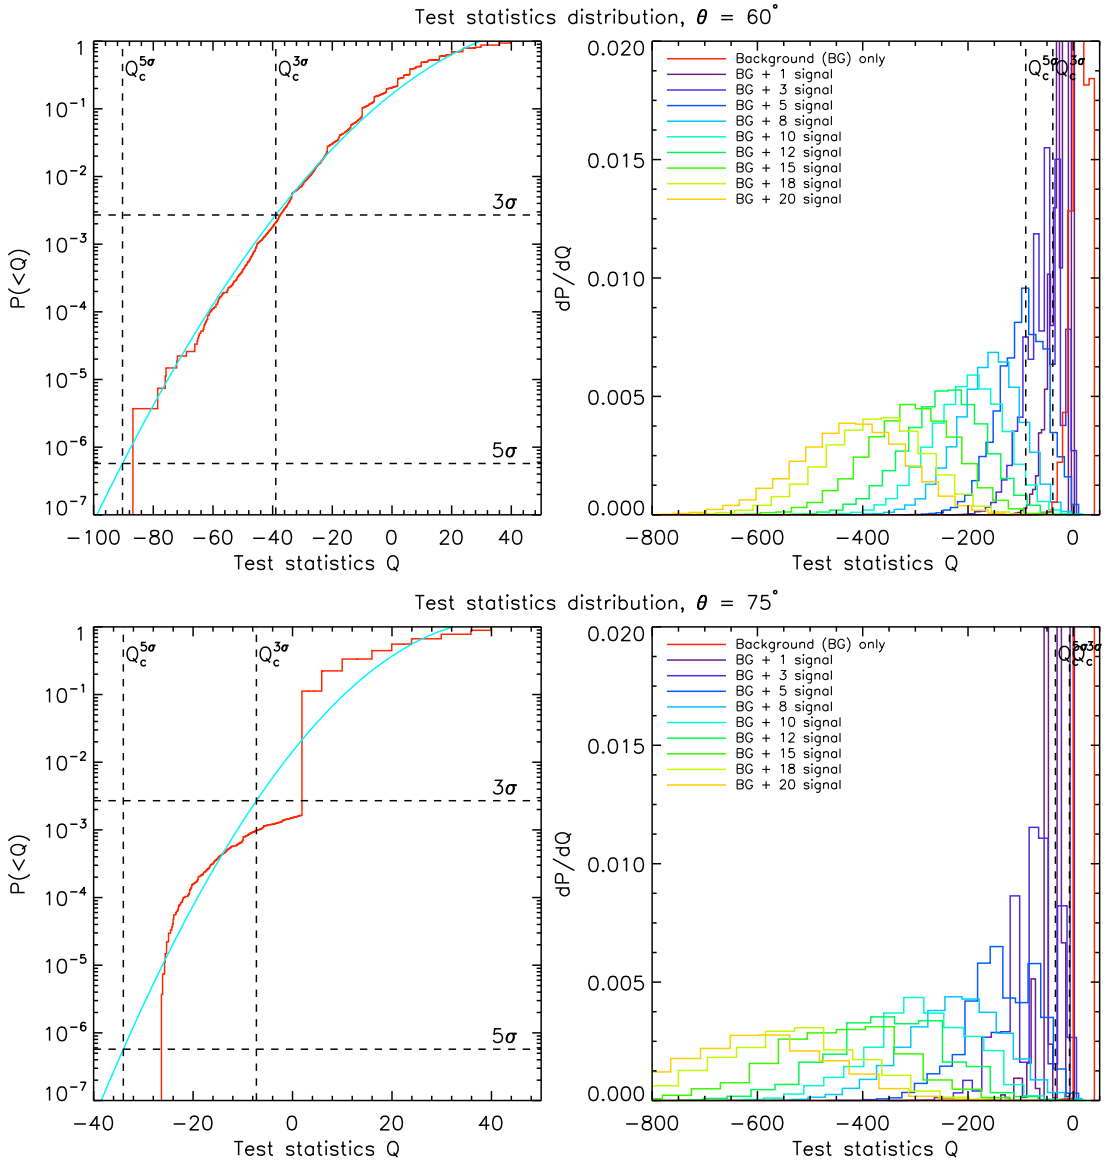 Test statistics distribution, θ = 60°
1
10⁻¹
10⁻²
10⁻³
10⁻⁴
10⁻⁵
10⁻⁶
10⁻⁷
P(<Q)
Q_c^5σ
Q_c^3σ
3σ
5σ
−100 −80 −60 −40 −20 0 20 40
Test statistics Q
0.020
0.015
0.010
0.005
0.000
dP/dQ
Background (BG) only
BG + 1 signal
BG + 3 signal
BG + 5 signal
BG + 8 signal
BG + 10 signal
BG + 12 signal
BG + 15 signal
BG + 18 signal
BG + 20 signal
Q_c^5σ
Q_c^3σ
−800 −600 −400 −200 0
Test statistics Q
Test statistics distribution, θ = 75°
1
10⁻¹
10⁻²
10⁻³
10⁻⁴
10⁻⁵
10⁻⁶
10⁻⁷
P(<Q)
Q_c^5σ
Q_c^3σ
3σ
5σ
−40 −20 0 20 40
Test statistics Q
0.020
0.015
0.010
0.005
0.000
dP/dQ
Background (BG) only
BG + 1 signal
BG + 3 signal
BG + 5 signal
BG + 8 signal
BG + 10 signal
BG + 12 signal
BG + 15 signal
BG + 18 signal
BG + 20 signal
Q_c^5σ
Q_c^3σ
−800 −600 −400 −200 0
Test statistics Q